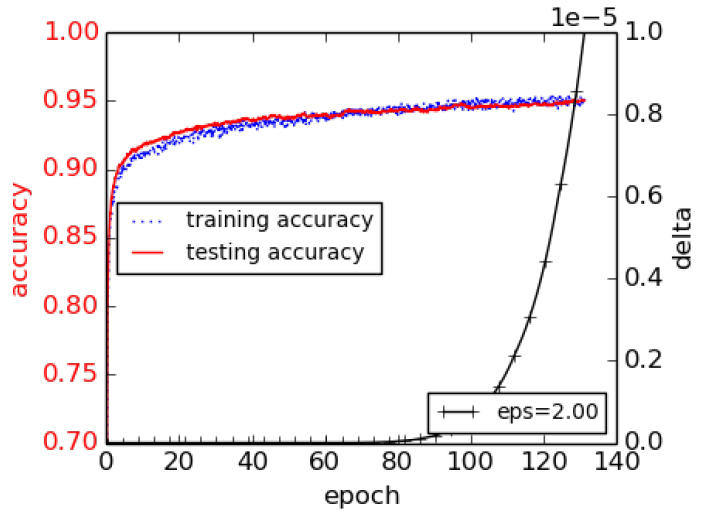 1e−5
1.00
0.95
0.90
0.85
0.80
0.75
0.70
accuracy
training accuracy
testing accuracy
eps=2.00
1.0
0.8
0.6
0.4
0.2
0.0
delta
0 20 40 60 80 100 120 140
epoch